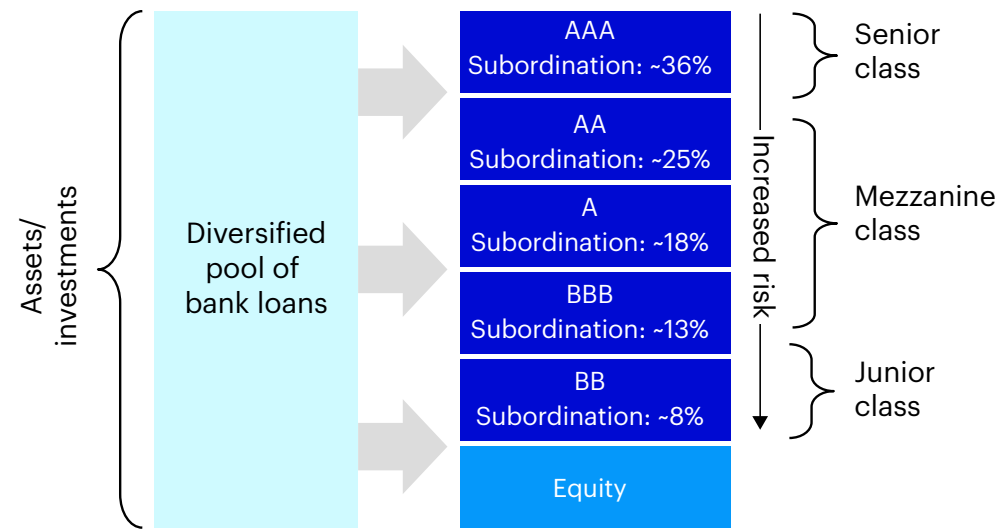 Assets/
investments
Diversified
pool of
bank loans
AAA
Subordination: ~36%
AA
Subordination: ~25%
A
Subordination: ~18%
BBB
Subordination: ~13%
BB
Subordination: ~8%
Equity
Increased risk
Senior
class
Mezzanine
class
Junior
class